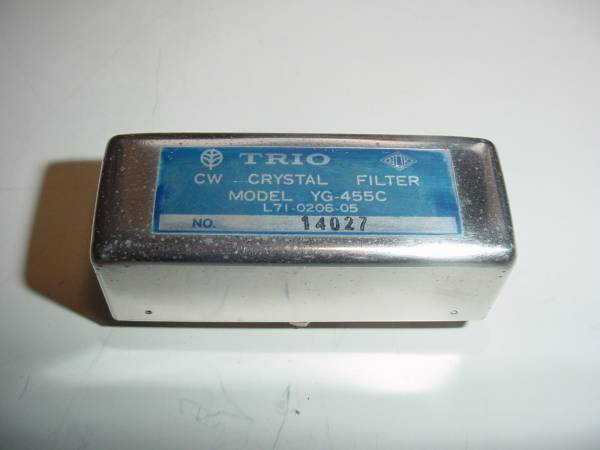 TRIO
CW CRYSTAL FILTER
MODEL YG-455C
L71-0206-05
NO. 14027